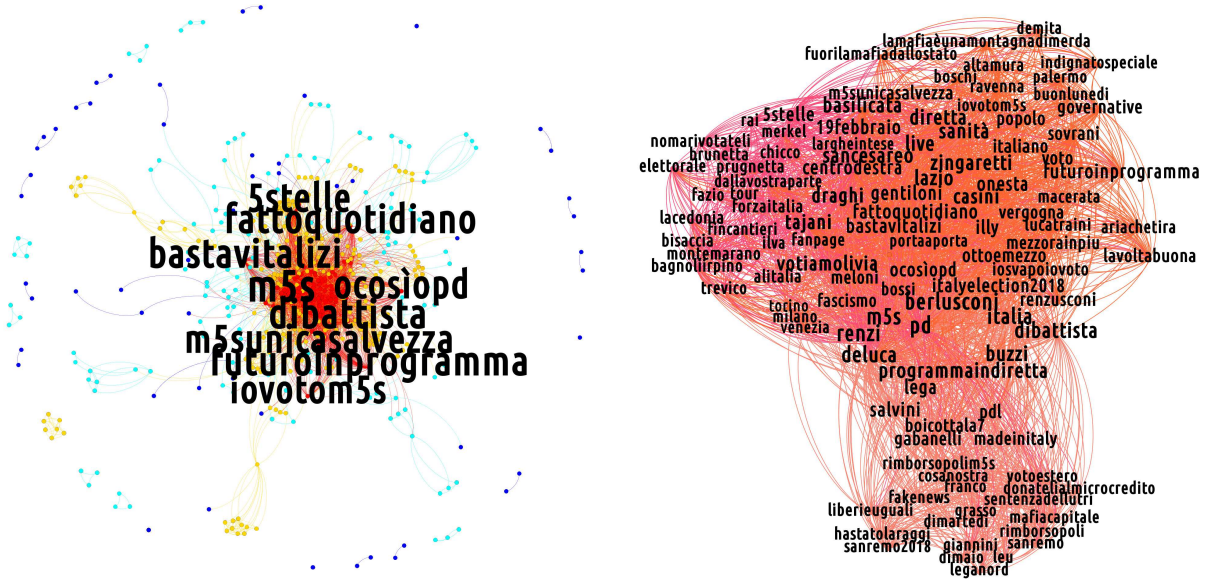 5stelle
fattoquotidiano
bastavitalizi
m5s ocosìopd
dibattista
m5sunicasalvezza
futuroinprogramma
iovotom5s
demita
lamafiaèunamontagnadimerda
fuorilamafiadallostato
altamura indignatospeciale
boschi palermo
ravenna
m5sunicasalvezza buonlunedi
basilicata iovotom5s governative
rai 5stelle diretta popolo
merkel 19febbraio sanità sovrani
nomarivotateli largheintese live italiano
brunetta chicco sancesareo
elettorale prugnetta centrodestra zingaretti voto
dallavostraparte lazio futuroinprogramma
fazio tour draghi gentiloni onesta
forzaitalia casini macerata
lacedonia tajani fattoquotidiano vergogna
fincantieri bastavitalizi illy lucatraini ariachetira
bisaccia ilva fanpage portaaporta mezzorainpiu
montemarano ottoemezzo lavoltabuona
bagnoliirpino votiamolivia ocosìopd iosvapoiovoto
alitalia meloni
trevico bossi italyelection2018
fascismo berlusconi renzusconi
tocino m5s italia
milano pd dibattista
venezia renzi
deluca buzzi
programmaindiretta
lega
salvini pdl
boicottala7
gabanelli madeinitaly
rimborsopolim5s
cosanostra votoestero
franco donatelialmicrocredito
fakenews sentenzadellutri
liberieuguali grasso
dimartedi mafiacapitale
hastatolaraggi rimborsopoli
sanremo2018 giannini sanremo
dimaio leu
leganord